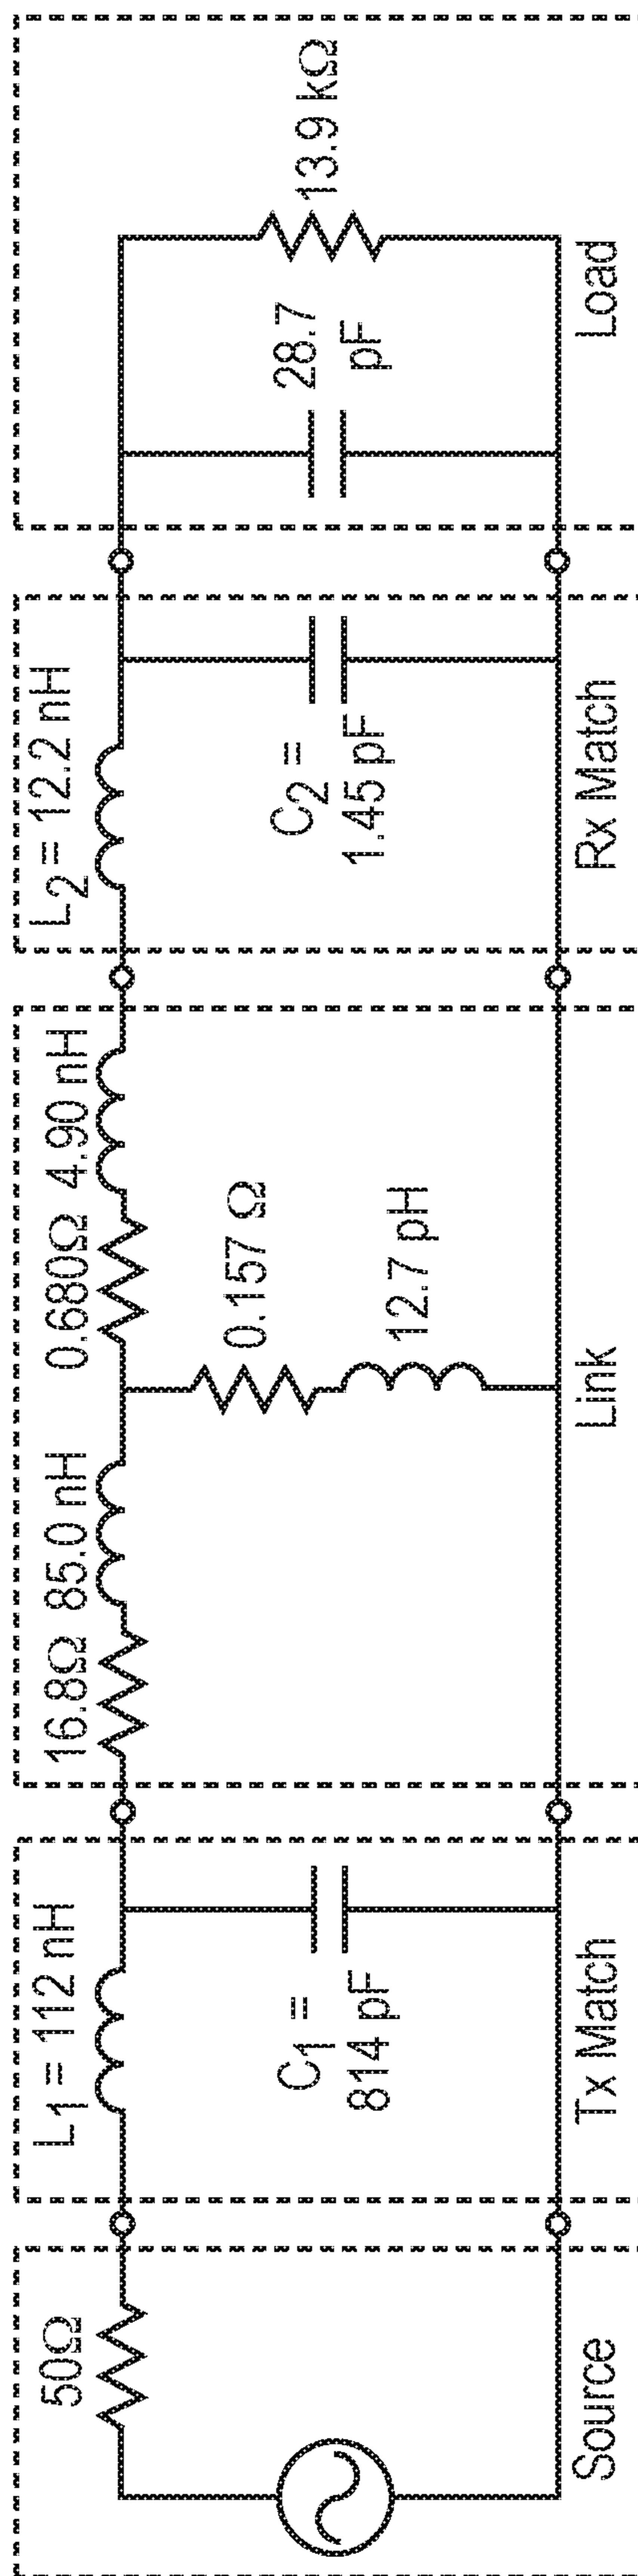 50Ω
Source
L₁ = 112 nH
C₁ =
814 pF
Tx Match
16.8Ω 85.0 nH
0.680Ω 4.90 nH
0.157 Ω
12.7 pH
Link
L₂ = 12.2 nH
C₂ =
1.45 pF
Rx Match
28.7
pF
13.9 kΩ
Load